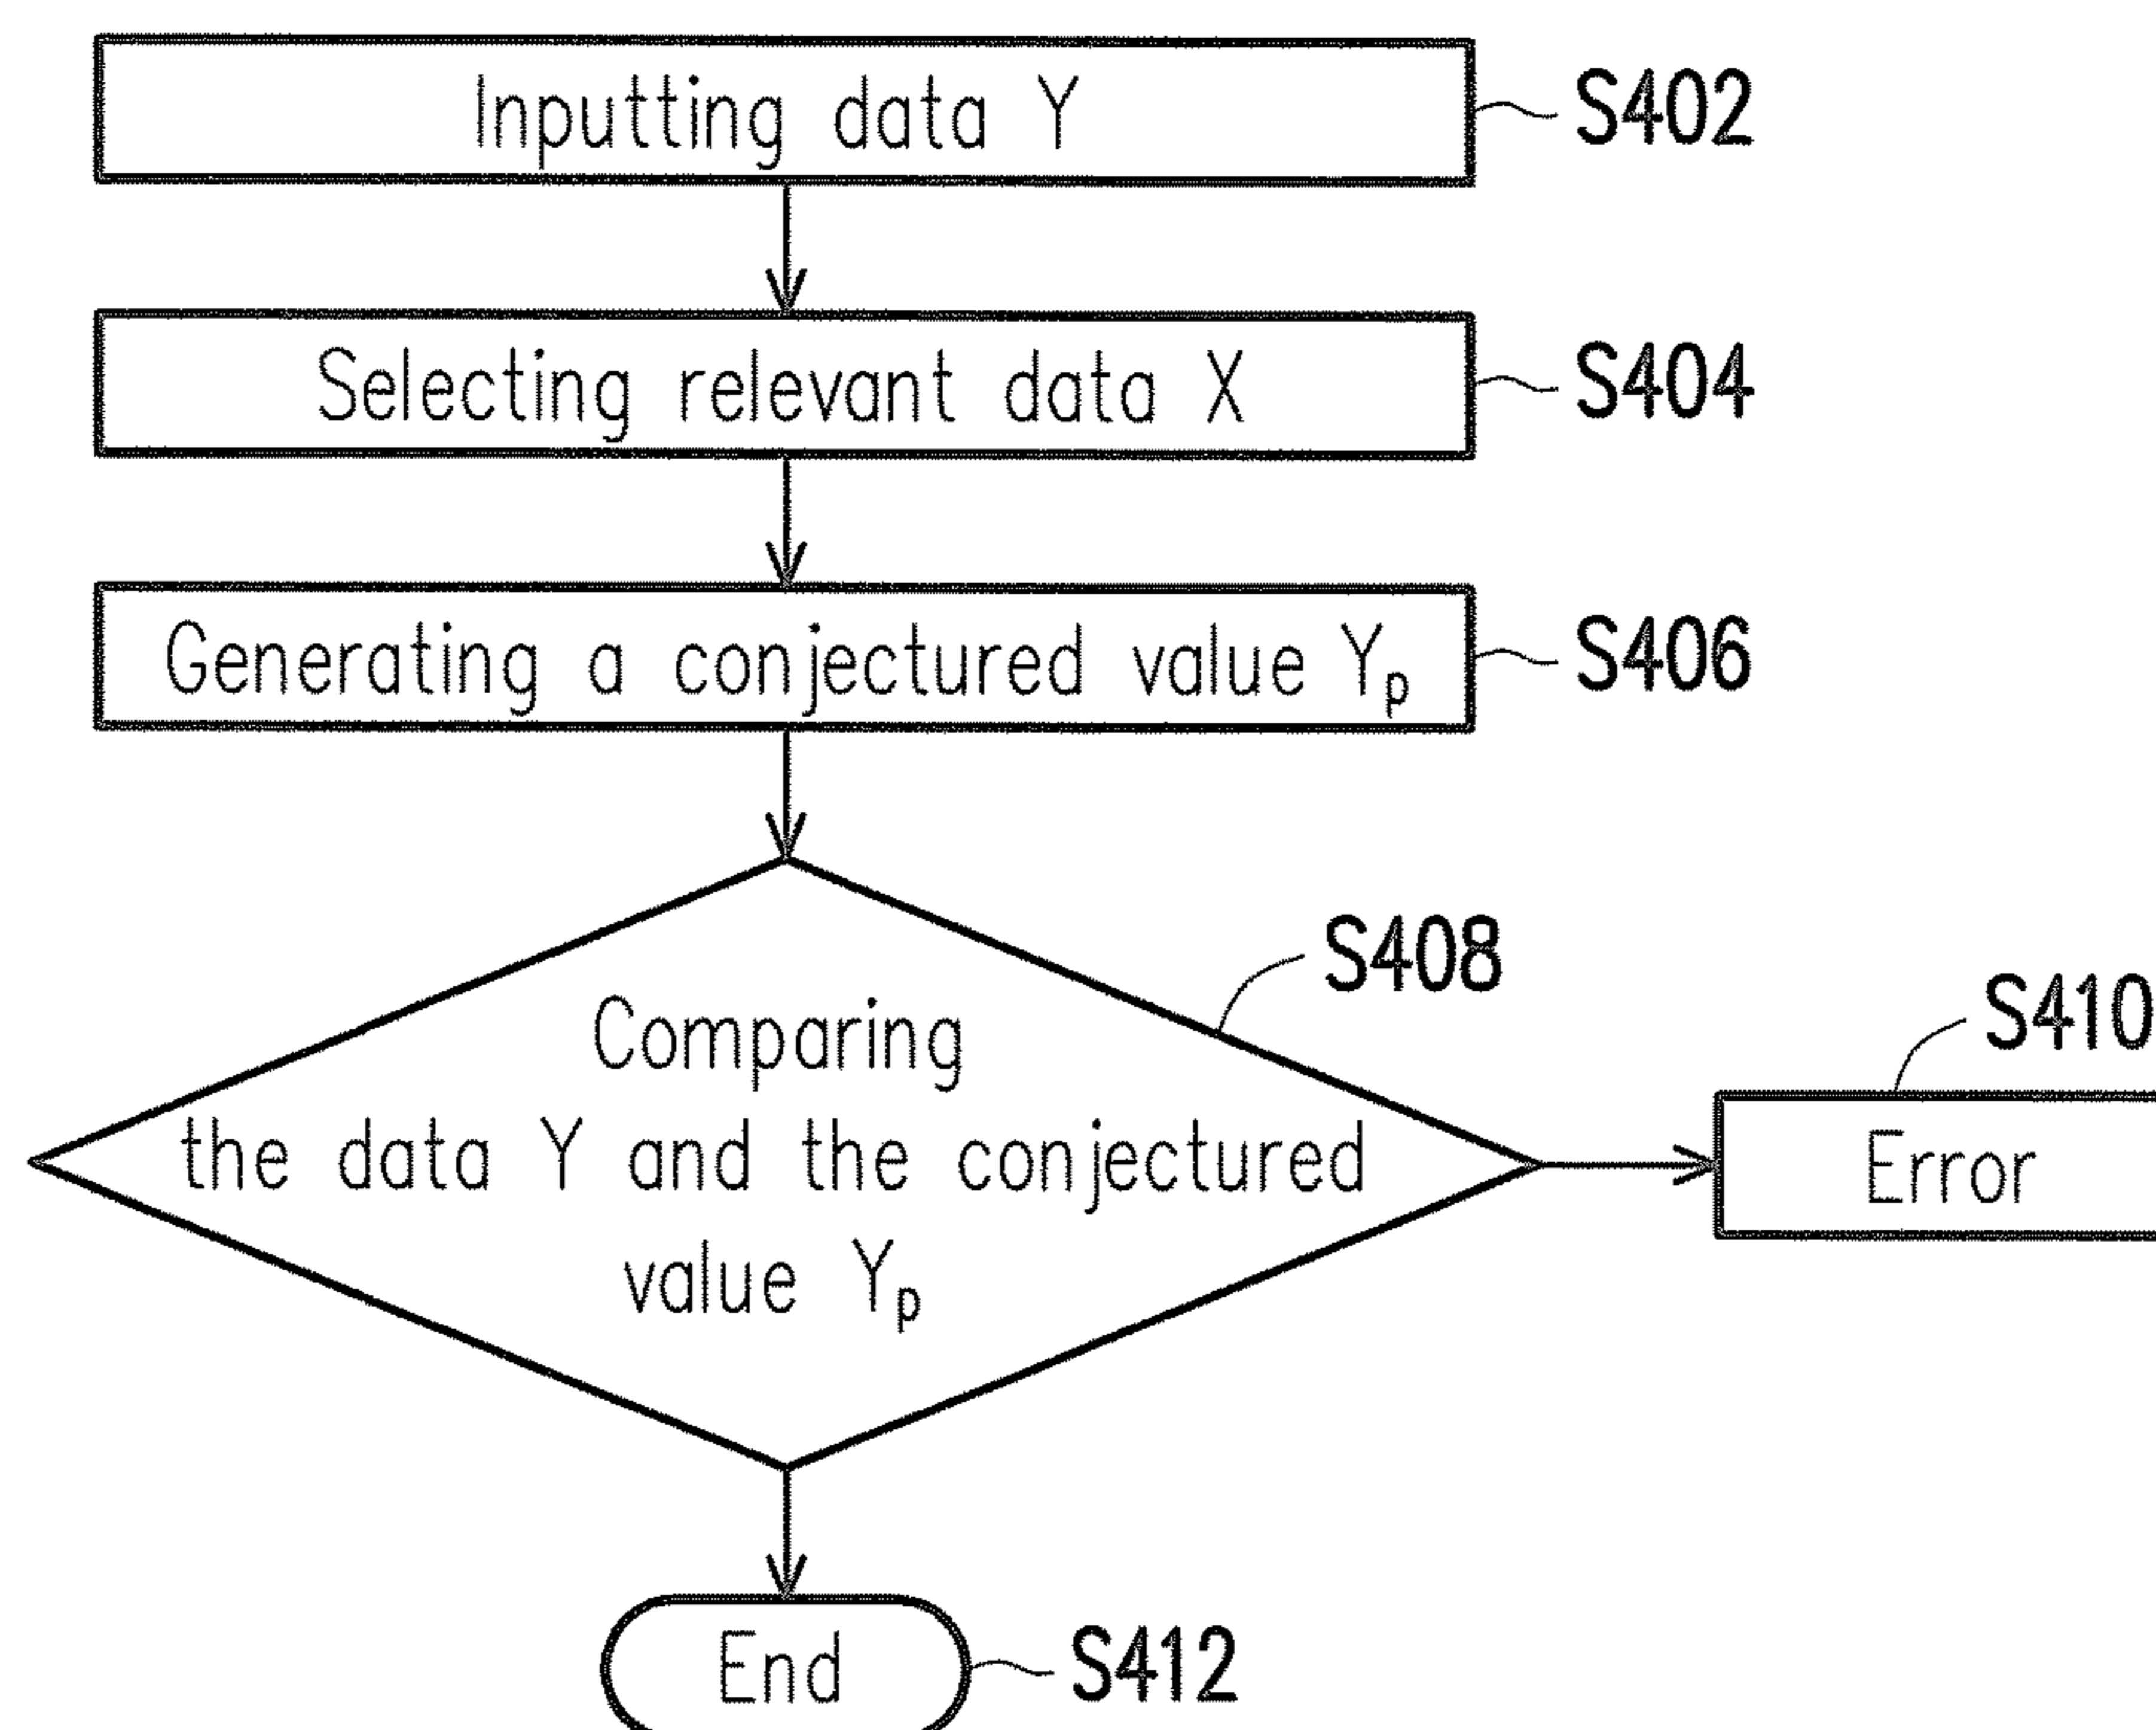 Inputting data Y
S402
Selecting relevant data X
S404
Generating a conjectured value Yp
S406
S408
Comparing
the data Y and the conjectured
value Yp
S410
Error
End
S412